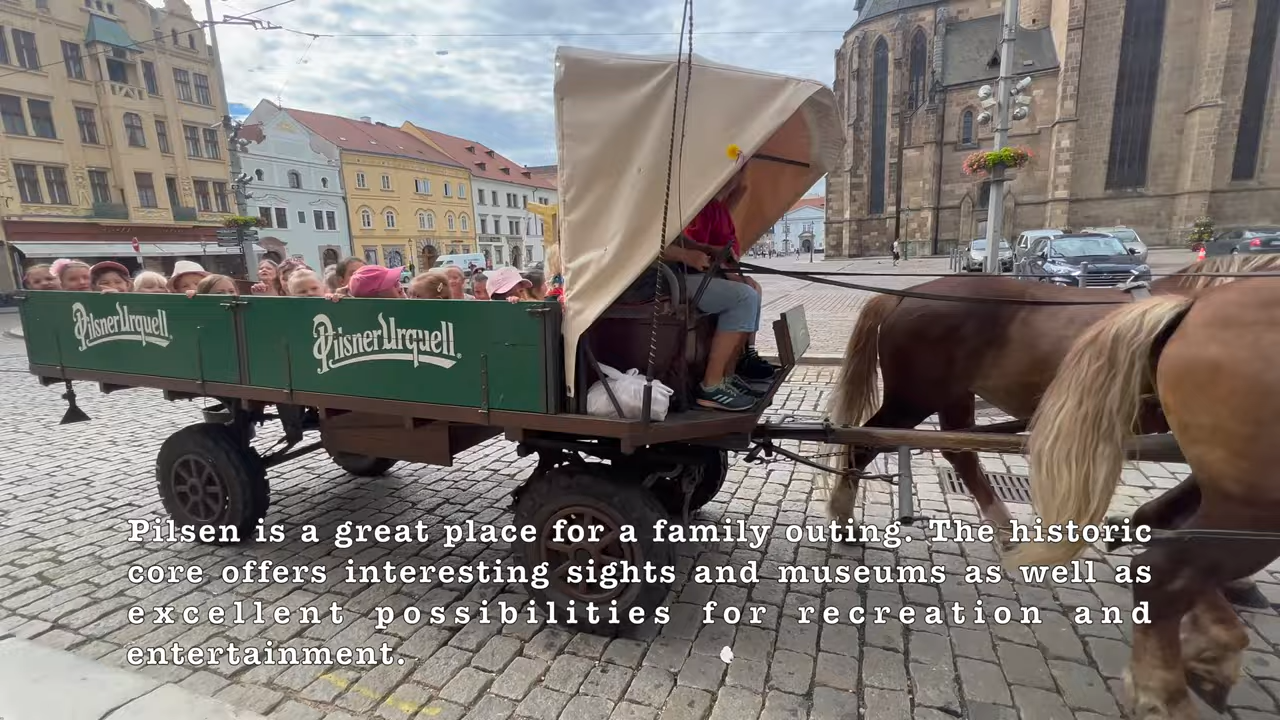 Pilsner Urquell
Pilsner Urquell
Pilsen is a great place for a family outing. The historic
core offers interesting sights and museums as well as
excellent possibilities for recreation and
entertainment.